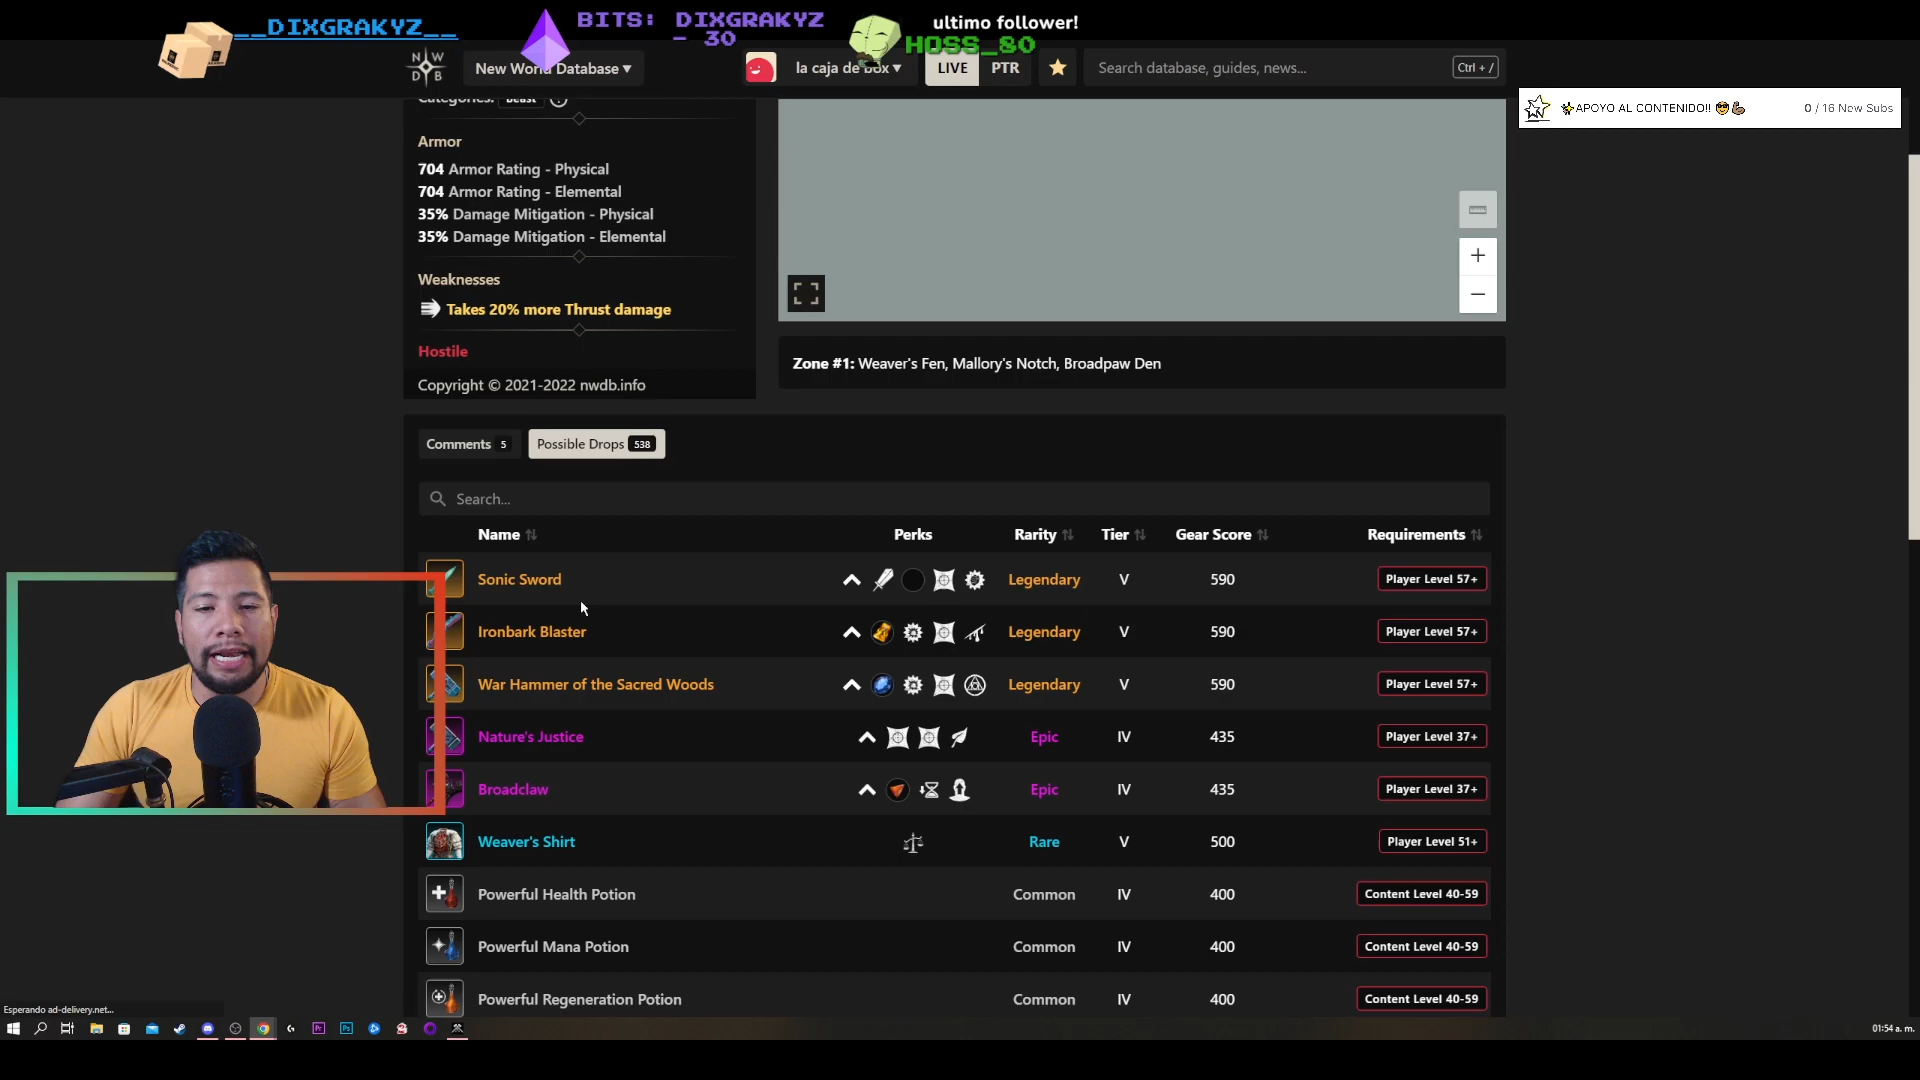 __DIXGRAKYZ__
BITS: DIXGRAKYZ
- 30
ultimo follower!
HOSS_80
N W
D B
New World Database ▾
la caja de box ▾
LIVE
PTR
Search database, guides, news...
Ctrl + /
APOYO AL CONTENIDO!!
0 / 16 New Subs
Categories: Beast
Armor
704 Armor Rating - Physical
704 Armor Rating - Elemental
35% Damage Mitigation - Physical
35% Damage Mitigation - Elemental
Weaknesses
Takes 20% more Thrust damage
Hostile
Copyright © 2021-2022 nwdb.info
+
−
Zone #1: Weaver's Fen, Mallory's Notch, Broadpaw Den
Comments 5
Possible Drops 538
Search...
Name Perks Rarity Tier Gear Score Requirements
Sonic Sword Legendary V 590 Player Level 57+
Ironbark Blaster Legendary V 590 Player Level 57+
War Hammer of the Sacred Woods Legendary V 590 Player Level 57+
Nature's Justice Epic IV 435 Player Level 37+
Broadclaw Epic IV 435 Player Level 37+
Weaver's Shirt Rare V 500 Player Level 51+
Powerful Health Potion Common IV 400 Content Level 40-59
Powerful Mana Potion Common IV 400 Content Level 40-59
Powerful Regeneration Potion Common IV 400 Content Level 40-59
Esperando ad-delivery.net...
Pr
Ps
01:54 a. m.